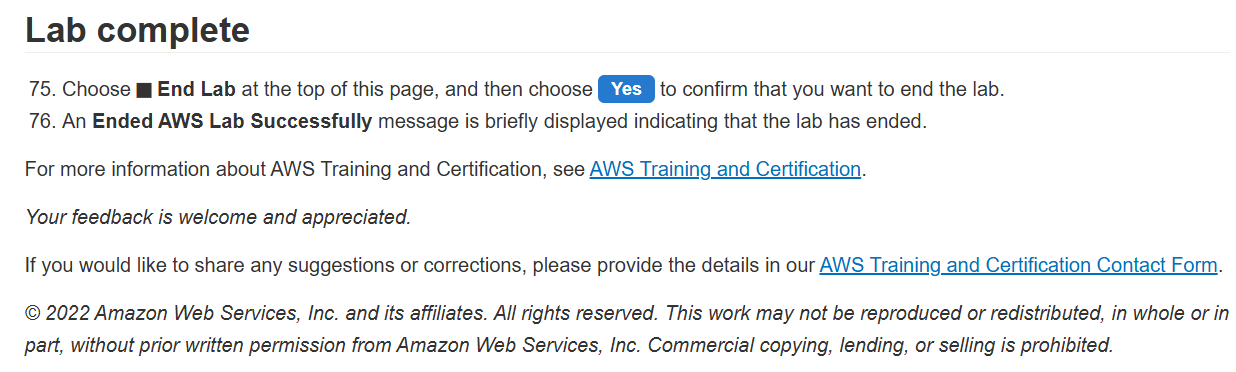 Lab complete
75. Choose ■ End Lab at the top of this page, and then choose Yes to confirm that you want to end the lab.
76. An Ended AWS Lab Successfully message is briefly displayed indicating that the lab has ended.
For more information about AWS Training and Certification, see AWS Training and Certification.
Your feedback is welcome and appreciated.
If you would like to share any suggestions or corrections, please provide the details in our AWS Training and Certification Contact Form.
© 2022 Amazon Web Services, Inc. and its affiliates. All rights reserved. This work may not be reproduced or redistributed, in whole or in
part, without prior written permission from Amazon Web Services, Inc. Commercial copying, lending, or selling is prohibited.